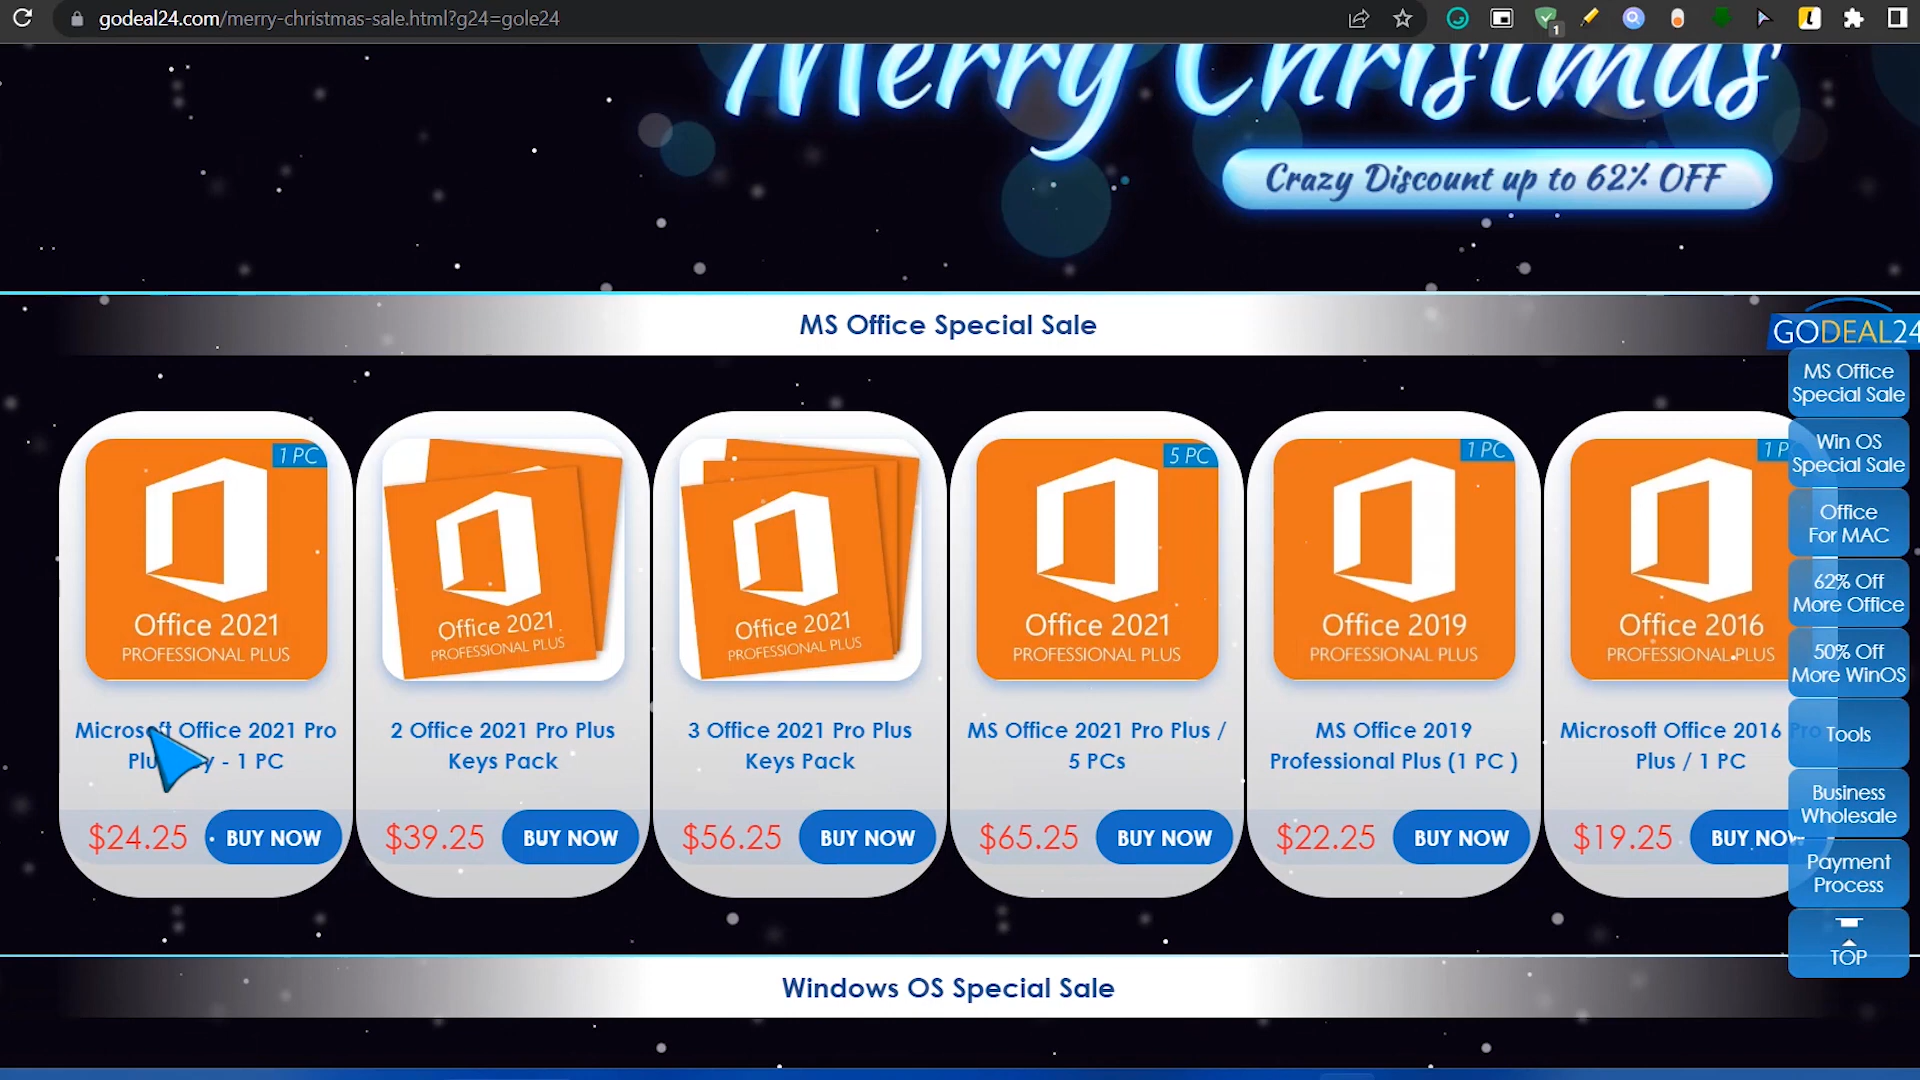 godeal24.com/merry-christmas-sale.html?g24=gole24
1
Merry Christmas
Crazy Discount up to 62% OFF
MS Office Special Sale
GODEAL24
MS Office
Special Sale
Win OS
Special Sale
Office
For MAC
62% Off
More Office
50% Off
More WinOS
Tools
Business
Wholesale
Payment
Process
TOP
1 PC
Office 2021
PROFESSIONAL PLUS
Microsoft Office 2021 Pro
- 1 PC
$24.25
BUY NOW
Office 2021
PROFESSIONAL PLUS
2 Office 2021 Pro Plus
Keys Pack
$39.25
BUY NOW
Office 2021
PROFESSIONAL PLUS
3 Office 2021 Pro Plus
Keys Pack
$56.25
BUY NOW
5 PC
Office 2021
PROFESSIONAL PLUS
MS Office 2021 Pro Plus /
5 PCs
$65.25
BUY NOW
1 PC
Office 2019
PROFESSIONAL PLUS
MS Office 2019
Professional Plus (1 PC )
$22.25
BUY NOW
1 P
Office 2016
PROFESSIONAL PLUS
Microsoft Office 2016 Pro
Plus / 1 PC
$19.25
BUY NOW
Windows OS Special Sale